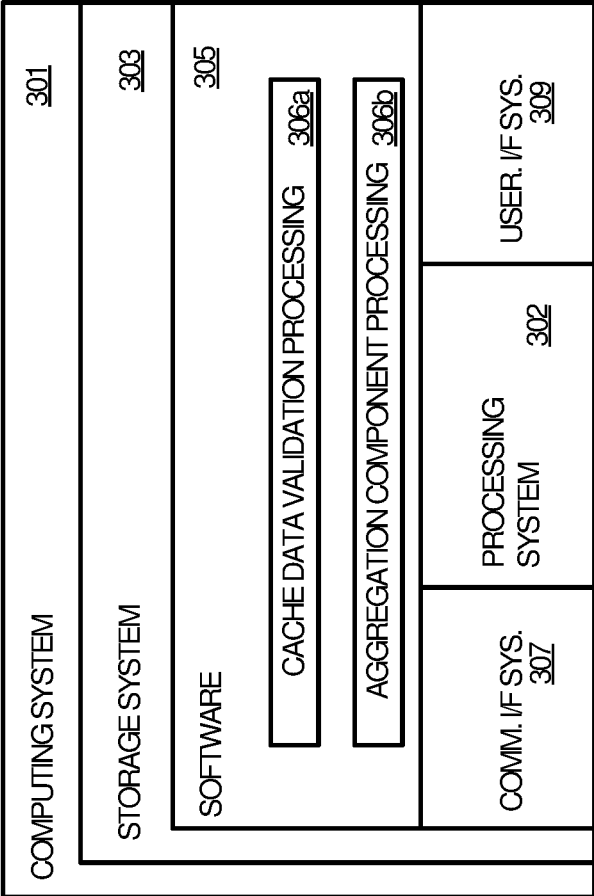 COMPUTING SYSTEM 301
STORAGE SYSTEM 303
SOFTWARE 305
CACHE DATA VALIDATION PROCESSING 306a
AGGREGATION COMPONENT PROCESSING 306b
COMM. I/F SYS.
307
PROCESSING
SYSTEM 302
USER. I/F SYS.
309